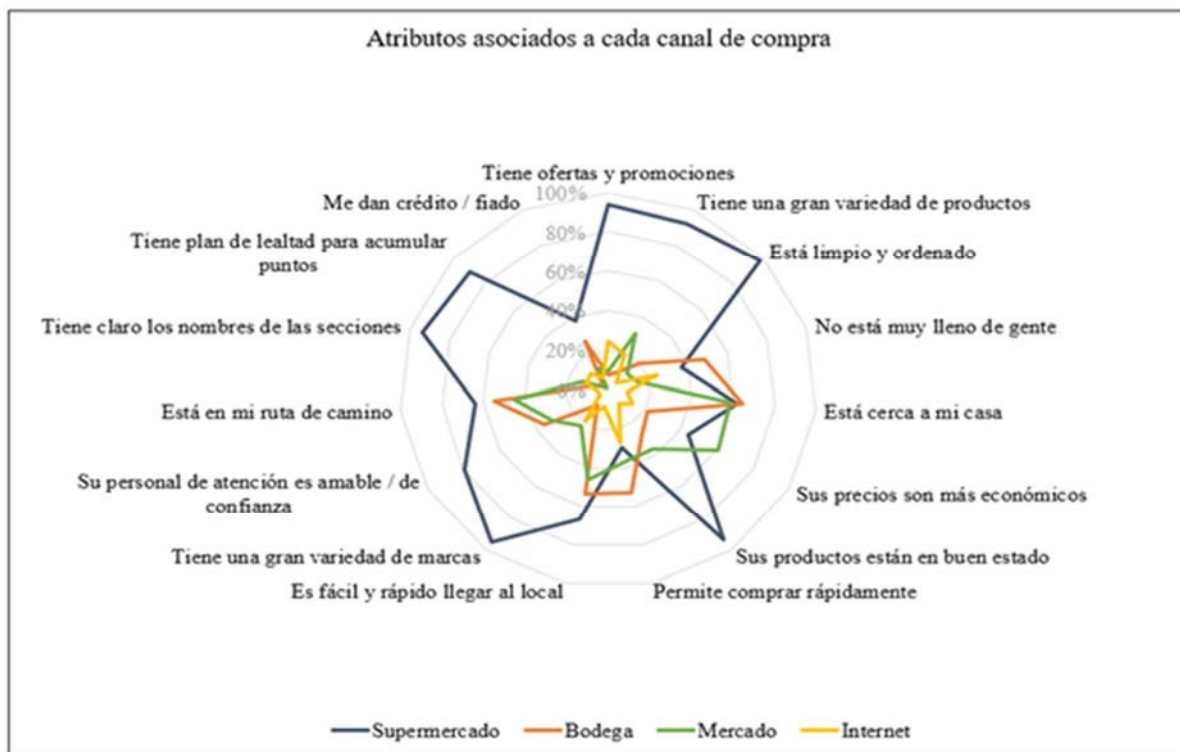 Atributos asociados a cada canal de compra
Tiene ofertas y promociones
100%
80%
60%
40%
20%
0%
Tiene una gran variedad de productos
Está limpio y ordenado
No está muy lleno de gente
Está cerca a mi casa
Sus precios son más económicos
Sus productos están en buen estado
Permite comprar rápidamente
Es fácil y rápido llegar al local
Tiene una gran variedad de marcas
Su personal de atención es amable / de
confianza
Está en mi ruta de camino
Tiene claro los nombres de las secciones
Tiene plan de lealtad para acumular
puntos
Me dan crédito / fiado
Supermercado Bodega Mercado Internet